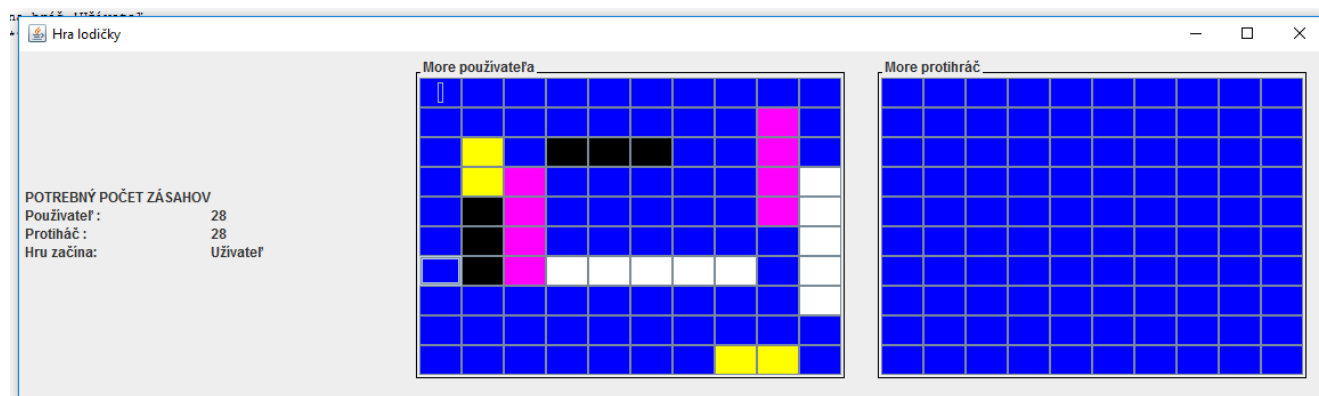 Hra lodičky
More používateľa
More protihráč
POTREBNÝ POČET ZÁSAHOV
Používateľ : 28
Protiháč : 28
Hru začína: Užívateľ